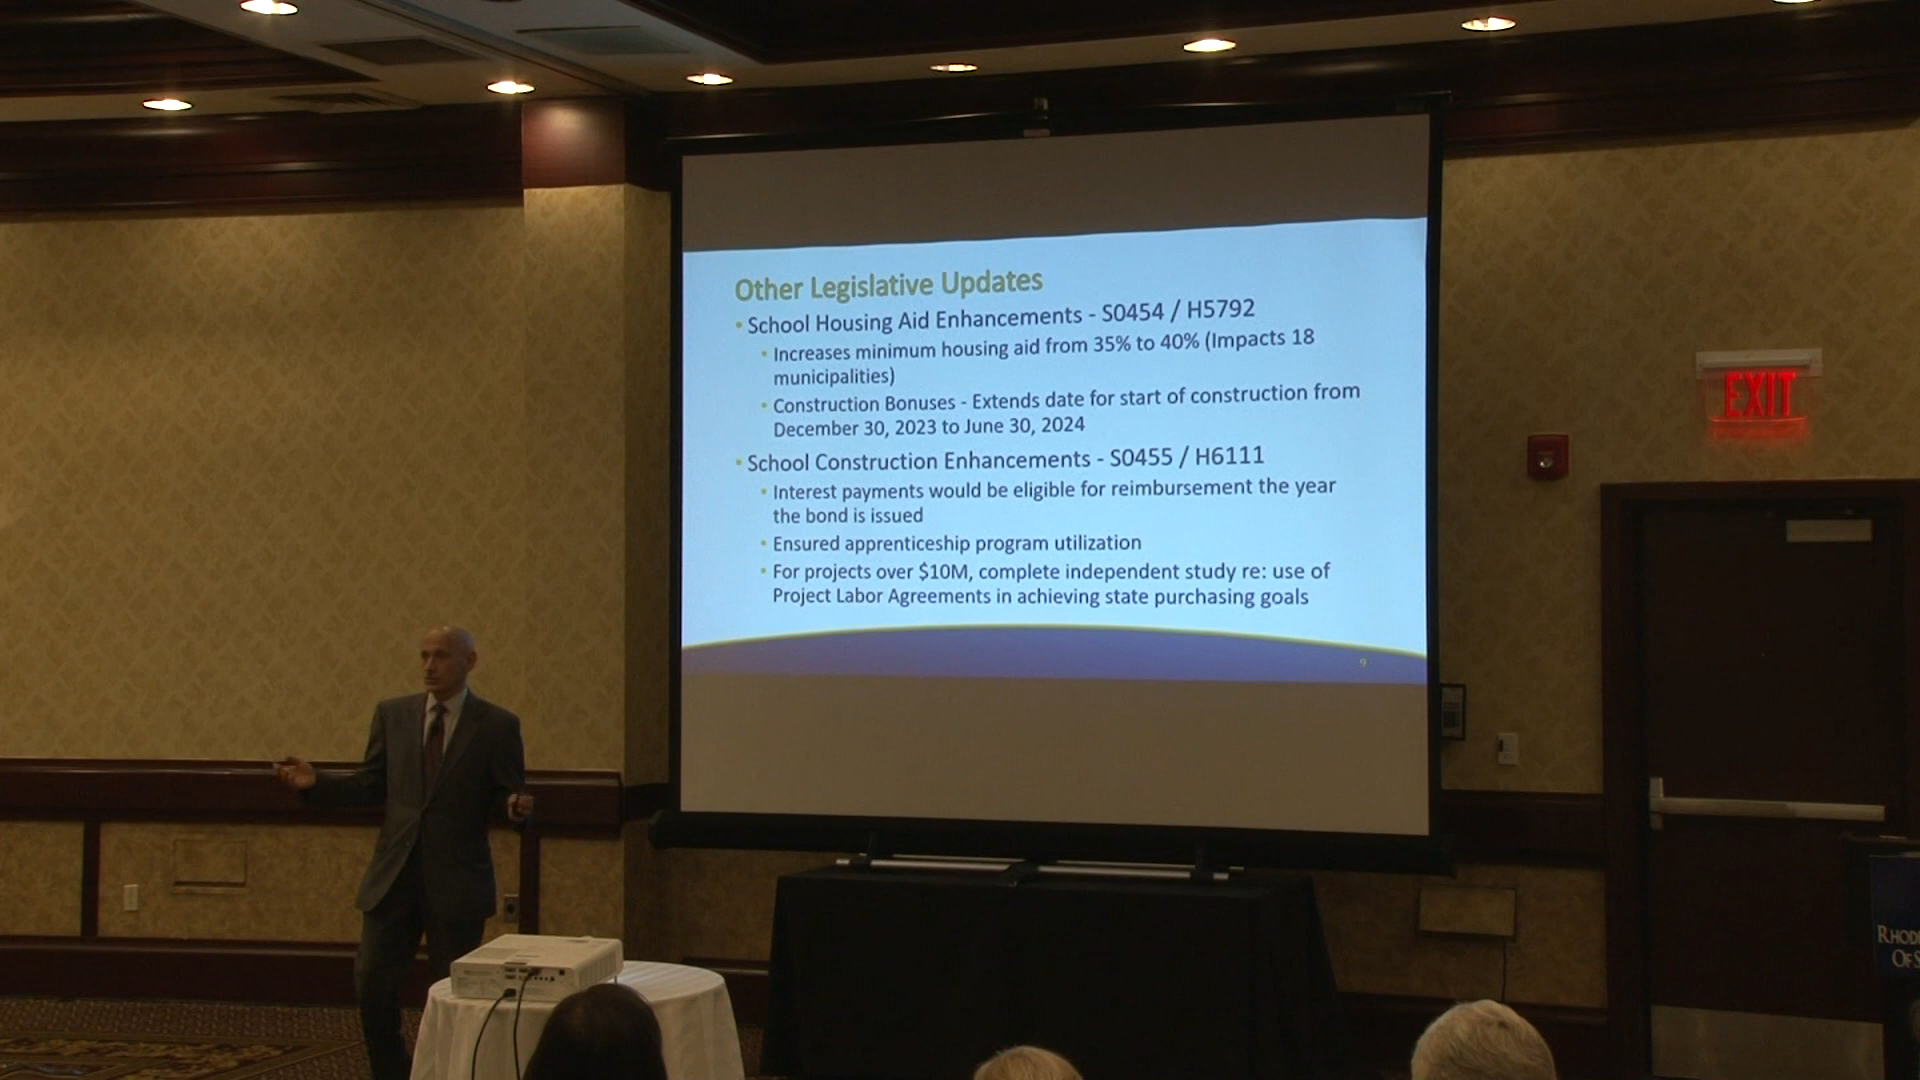 Other Legislative Updates
• School Housing Aid Enhancements - S0454 / H5792
• Increases minimum housing aid from 35% to 40% (Impacts 18
municipalities)
• Construction Bonuses - Extends date for start of construction from
December 30, 2023 to June 30, 2024
• School Construction Enhancements - S0455 / H6111
• Interest payments would be eligible for reimbursement the year
the bond is issued
• Ensured apprenticeship program utilization
• For projects over $10M, complete independent study re: use of
Project Labor Agreements in achieving state purchasing goals
9
EXIT